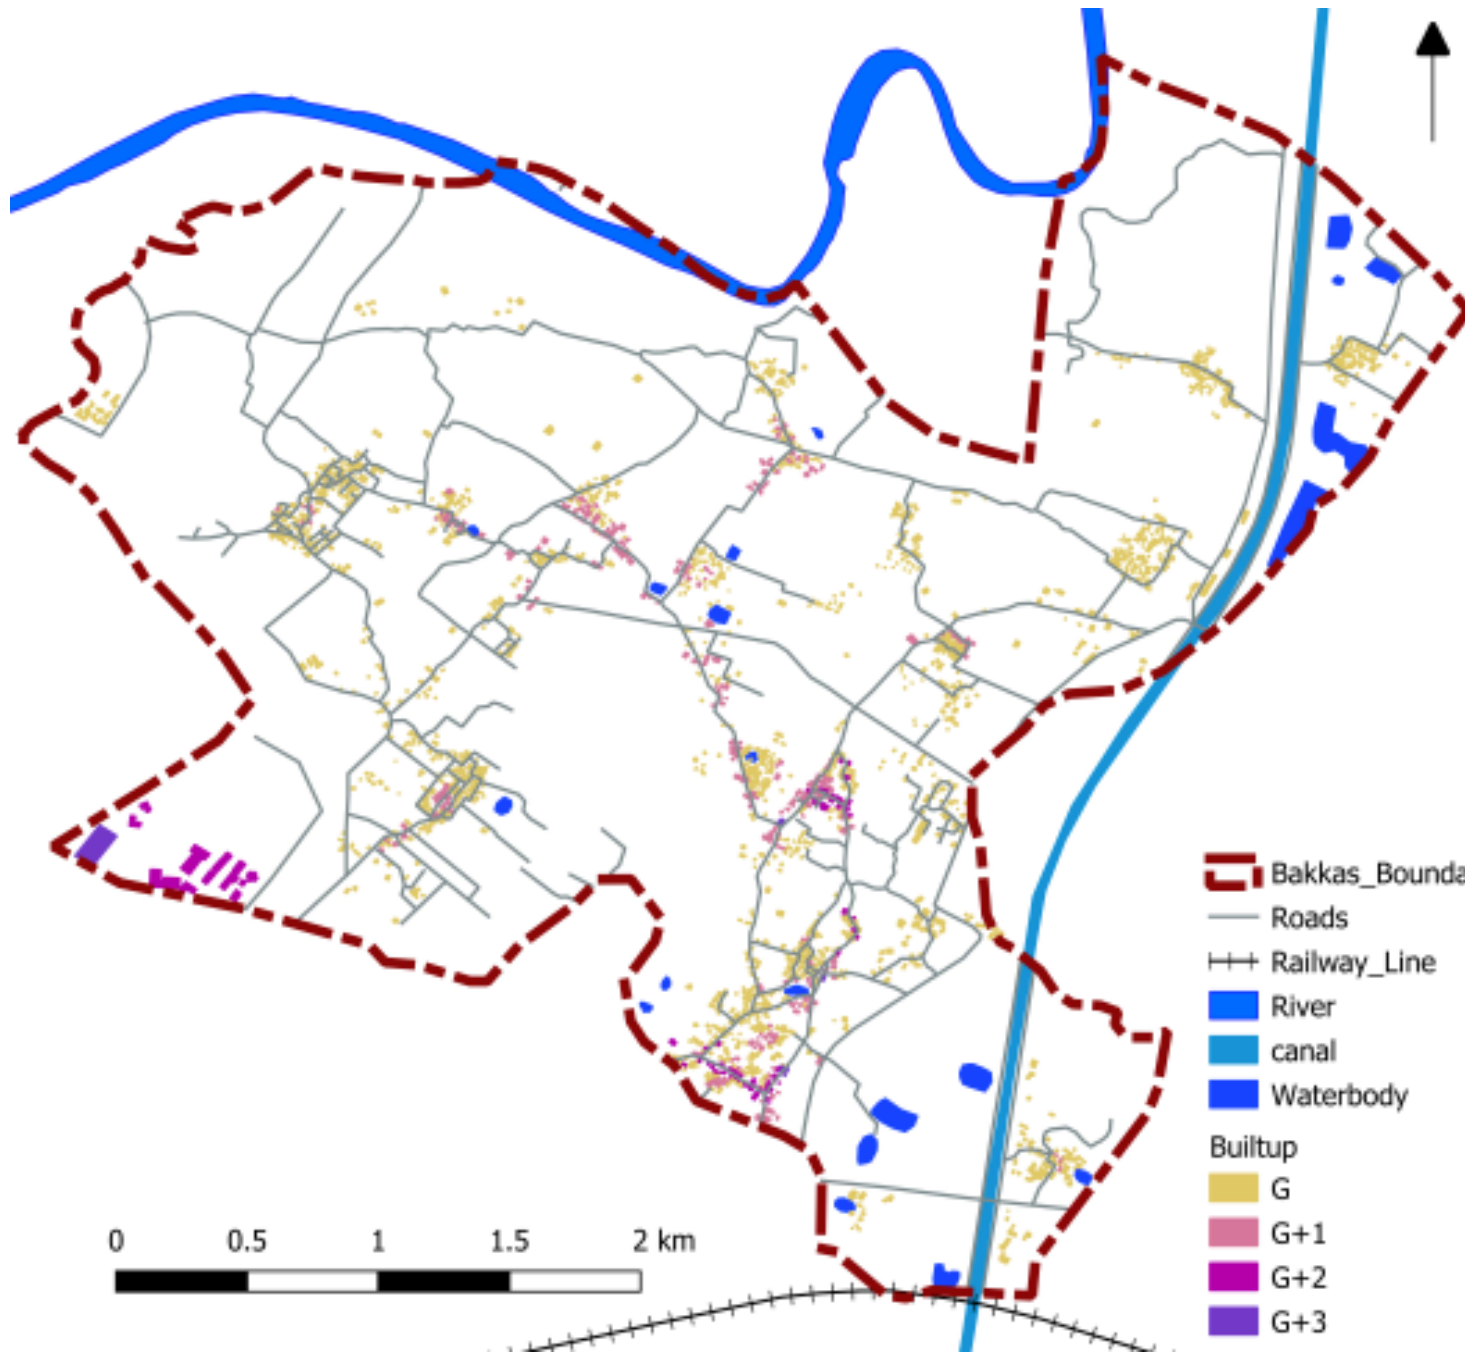 Bakkas_Bounda
Roads
Railway_Line
River
canal
Waterbody
Builtup
G
G+1
G+2
G+3
0 0.5 1 1.5 2 km